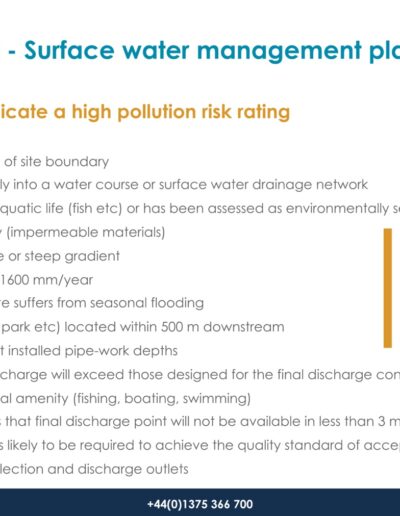 - Surface water management pla
icate a high pollution risk rating
of site boundary
ly into a water course or surface water drainage network
quatic life (fish etc) or has been assessed as environmentally se
y (impermeable materials)
e or steep gradient
1600 mm/year
te suffers from seasonal flooding
park etc) located within 500 m downstream
t installed pipe-work depths
charge will exceed those designed for the final discharge con
al amenity (fishing, boating, swimming)
s that final discharge point will not be available in less than 3 m
s likely to be required to achieve the quality standard of accep
llection and discharge outlets
+44(0)1375 366 700